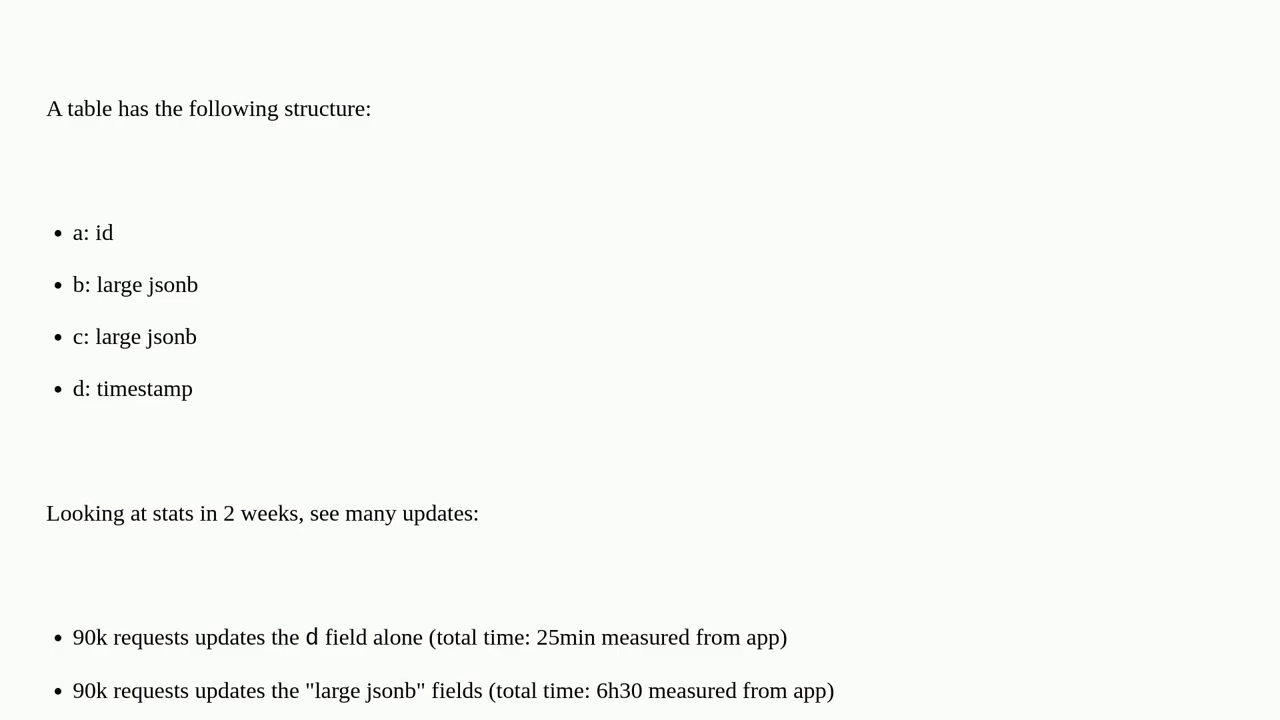 A table has the following structure:
• a: id
• b: large jsonb
• c: large jsonb
• d: timestamp
Looking at stats in 2 weeks, see many updates:
• 90k requests updates the d field alone (total time: 25min measured from app)
• 90k requests updates the "large jsonb" fields (total time: 6h30 measured from app)